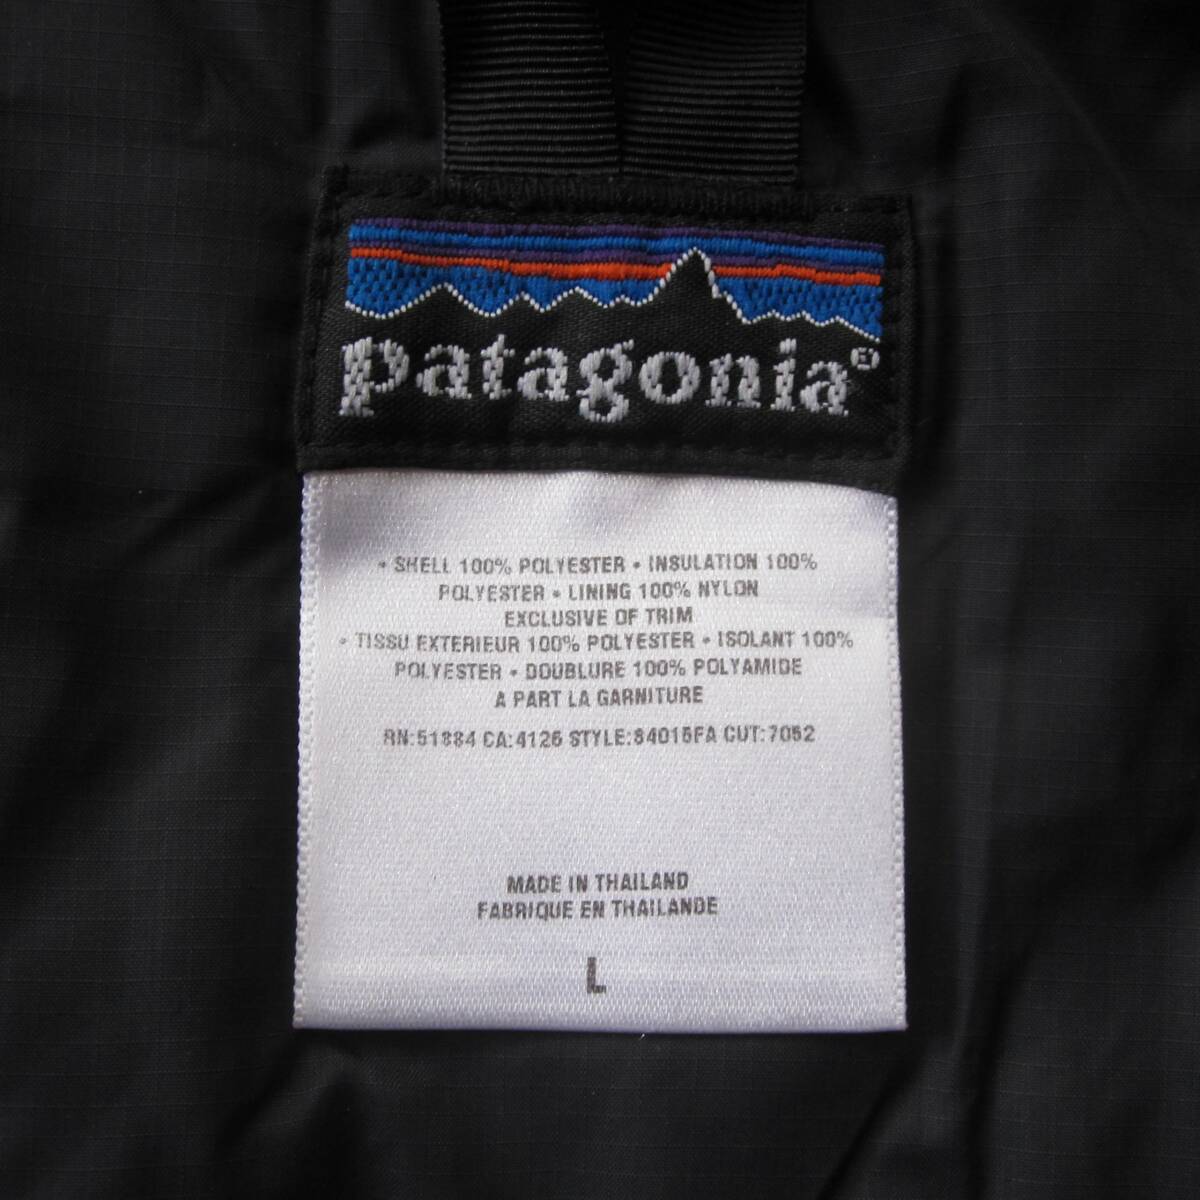 patagonia®
• SHELL 100% POLYESTER • INSULATION 100%
POLYESTER • LINING 100% NYLON
EXCLUSIVE OF TRIM
• TISSU EXTERIEUR 100% POLYESTER • ISOLANT 100%
POLYESTER • DOUBLURE 100% POLYAMIDE
A PART LA GARNITURE
RN:51884 CA:4126 STYLE:84015FA CUT:7052
MADE IN THAILAND
FABRIQUE EN THAILANDE
L